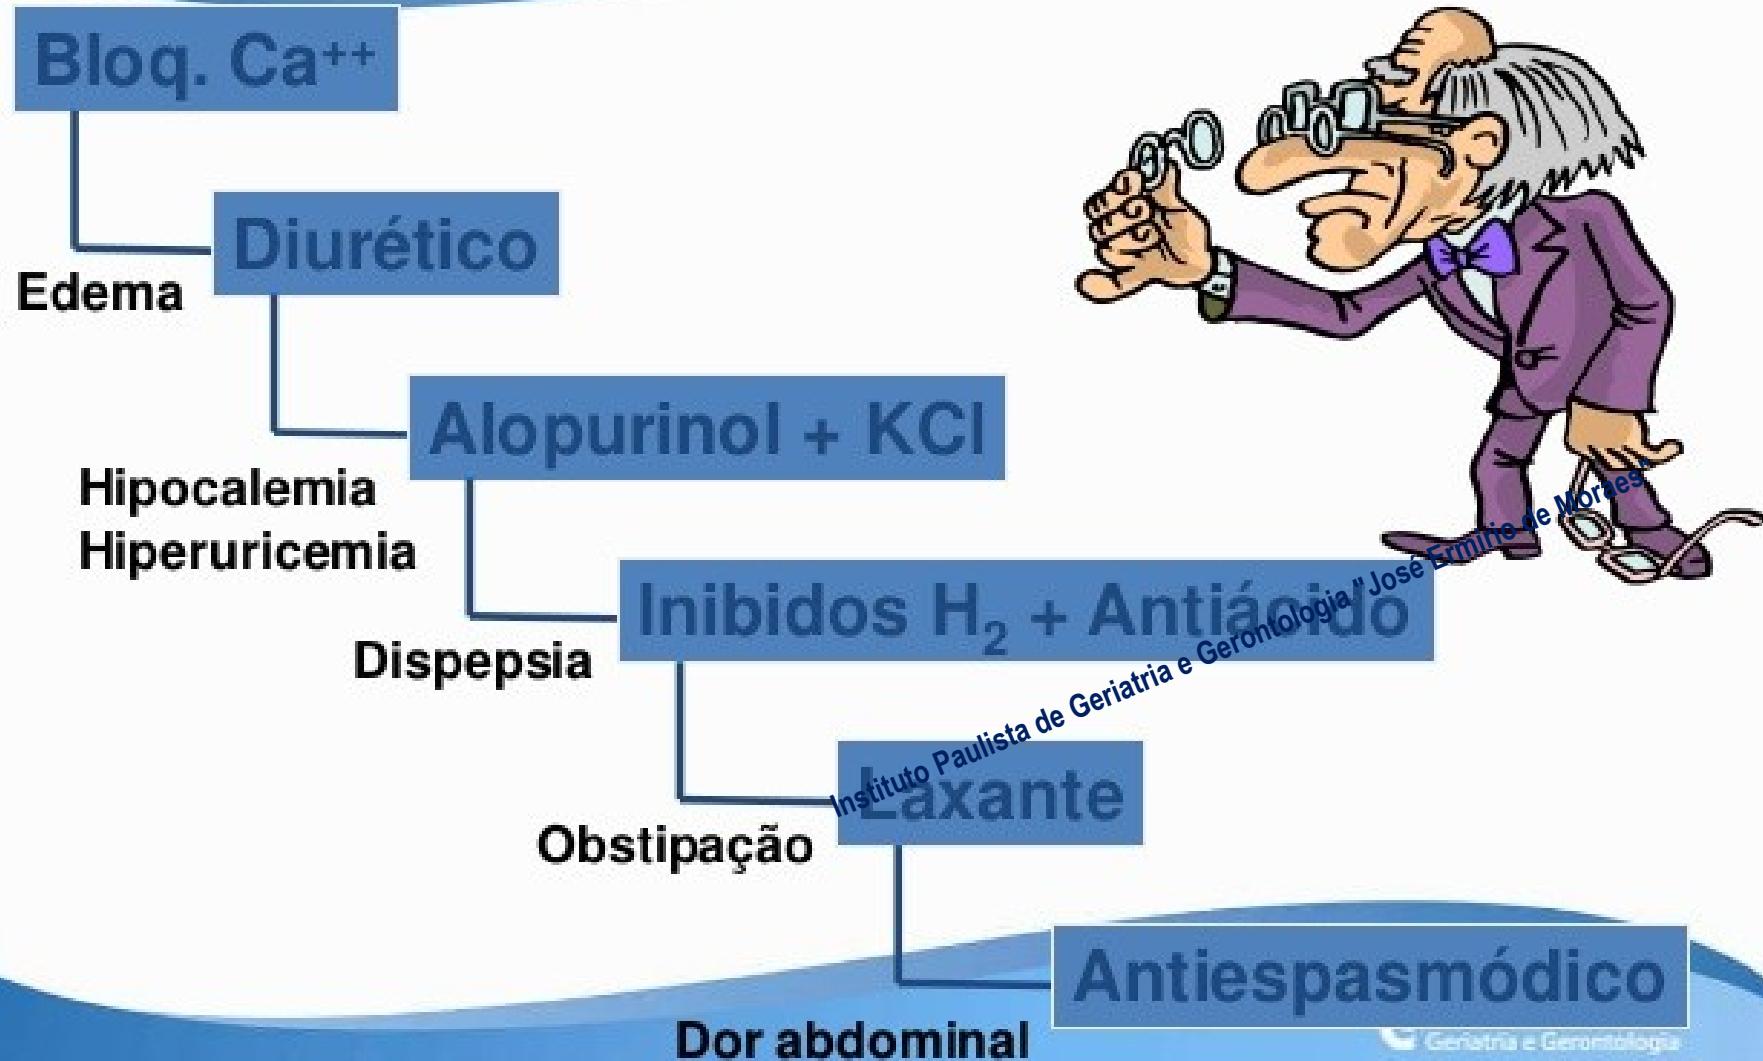 Bloq. Ca⁺⁺
Diurético
Edema
Alopurinol + KCl
Hipocalemia
Hiperuricemia
Inibidos H₂ + Antiácido
Dispepsia
Instituto Paulista de Geriatria e Gerontologia "José Ermírio de Moraes"
Laxante
Obstipação
Antiespasmódico
Dor abdominal
Geriatria e Gerontologia